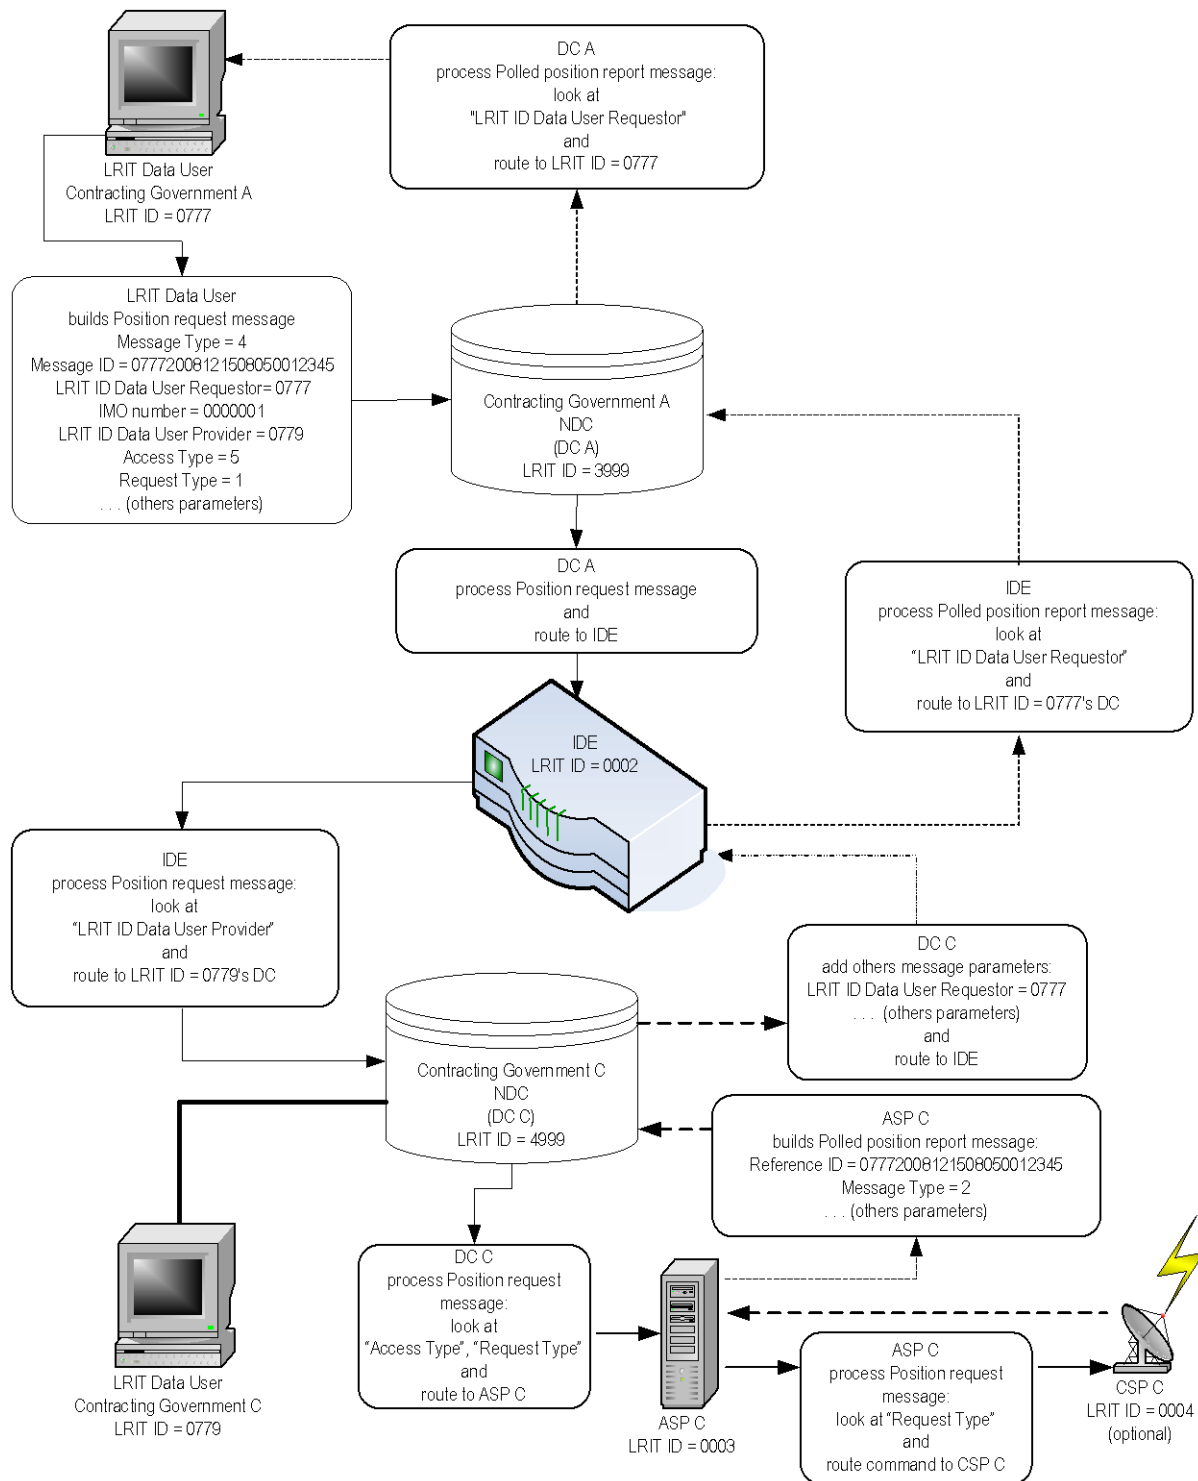 DC A
process Polled position report message:
look at
"LRIT ID Data User Requestor"
and
route to LRIT ID = 0777
LRIT Data User
Contracting Government A
LRIT ID = 0777
LRIT Data User
builds Position request message
Message Type = 4
Message ID = 07772008121508050012345
LRIT ID Data User Requestor= 0777
IMO number = 0000001
LRIT ID Data User Provider = 0779
Access Type = 5
Request Type = 1
. . . (others parameters)
Contracting Government A
NDC
(DC A)
LRIT ID = 3999
DC A
process Position request message
and
route to IDE
IDE
process Polled position report message:
look at
“LRIT ID Data User Requestor”
and
route to LRIT ID = 0777's DC
IDE
LRIT ID = 0002
IDE
process Position request message:
look at
“LRIT ID Data User Provider”
and
route to LRIT ID = 0779's DC
DC C
add others message parameters:
LRIT ID Data User Requestor = 0777
. . . (others parameters)
and
route to IDE
Contracting Government C
NDC
(DC C)
LRIT ID = 4999
ASP C
builds Polled position report message:
Reference ID = 07772008121508050012345
Message Type = 2
. . . (others parameters)
DC C
process Position request
message:
look at
“Access Type”, “Request Type”
and
route to ASP C
LRIT Data User
Contracting Government C
LRIT ID = 0779
ASP C
LRIT ID = 0003
ASP C
process Position request
message:
look at “Request Type”
and
route command to CSP C
CSP C
LRIT ID = 0004
(optional)